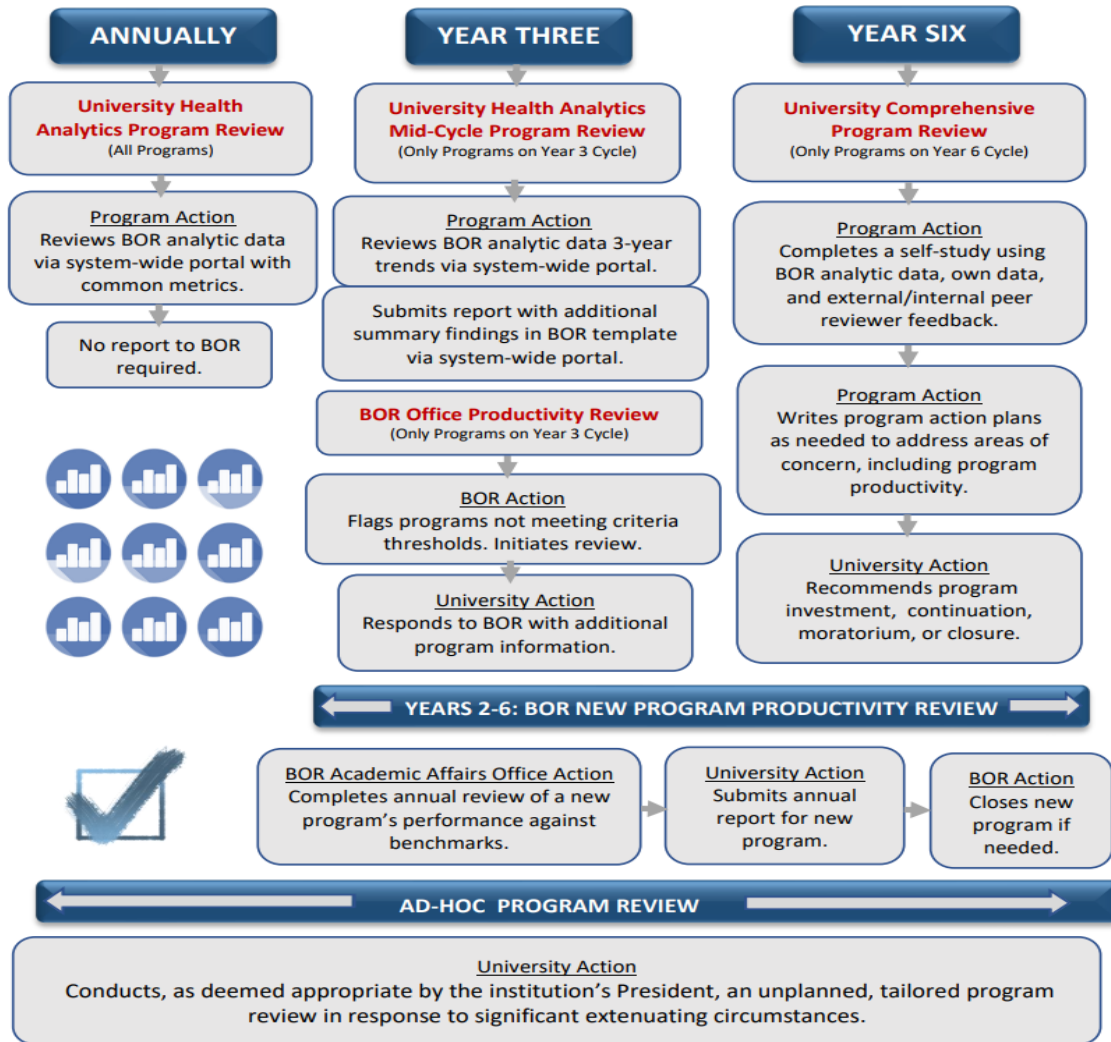 ANNUALLY
University Health
Analytics Program Review
(All Programs)
Program Action
Reviews BOR analytic data
via system-wide portal with
common metrics.
No report to BOR
required.
YEAR THREE
University Health Analytics
Mid-Cycle Program Review
(Only Programs on Year 3 Cycle)
Program Action
Reviews BOR analytic data 3-year
trends via system-wide portal.
Submits report with additional
summary findings in BOR template
via system-wide portal.
BOR Office Productivity Review
(Only Programs on Year 3 Cycle)
BOR Action
Flags programs not meeting criteria
thresholds. Initiates review.
University Action
Responds to BOR with additional
program information.
YEAR SIX
University Comprehensive
Program Review
(Only Programs on Year 6 Cycle)
Program Action
Completes a self-study using
BOR analytic data, own data,
and external/internal peer
reviewer feedback.
Program Action
Writes program action plans
as needed to address areas of
concern, including program
productivity.
University Action
Recommends program
investment, continuation,
moratorium, or closure.
YEARS 2-6: BOR NEW PROGRAM PRODUCTIVITY REVIEW
BOR Academic Affairs Office Action
Completes annual review of a new
program's performance against
benchmarks.
University Action
Submits annual
report for new
program.
BOR Action
Closes new
program if
needed.
AD-HOC PROGRAM REVIEW
University Action
Conducts, as deemed appropriate by the institution's President, an unplanned, tailored program
review in response to significant extenuating circumstances.